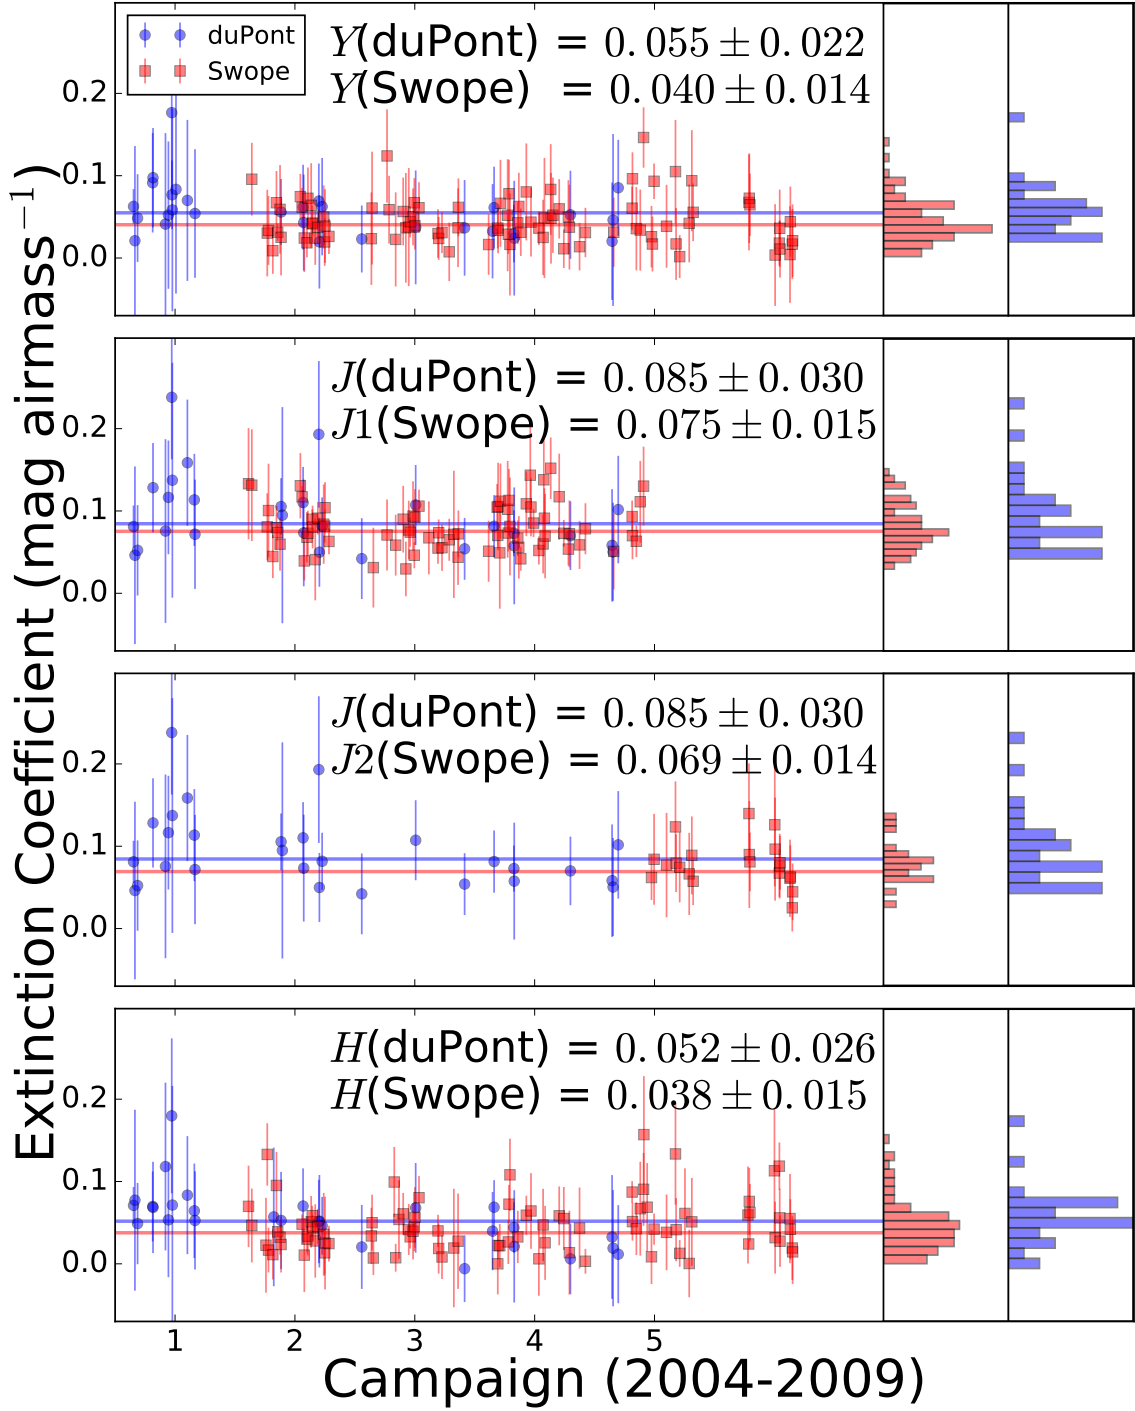 duPont
Swope
Y(duPont) = 0.055 ± 0.022
Y(Swope) = 0.040 ± 0.014
0.2
0.1
0.0
J(duPont) = 0.085 ± 0.030
J1(Swope) = 0.075 ± 0.015
0.2
0.1
0.0
J(duPont) = 0.085 ± 0.030
J2(Swope) = 0.069 ± 0.014
0.2
0.1
0.0
H(duPont) = 0.052 ± 0.026
H(Swope) = 0.038 ± 0.015
0.2
0.1
0.0
Extinction Coefficient (mag airmass⁻¹)
1 2 3 4 5
Campaign (2004-2009)